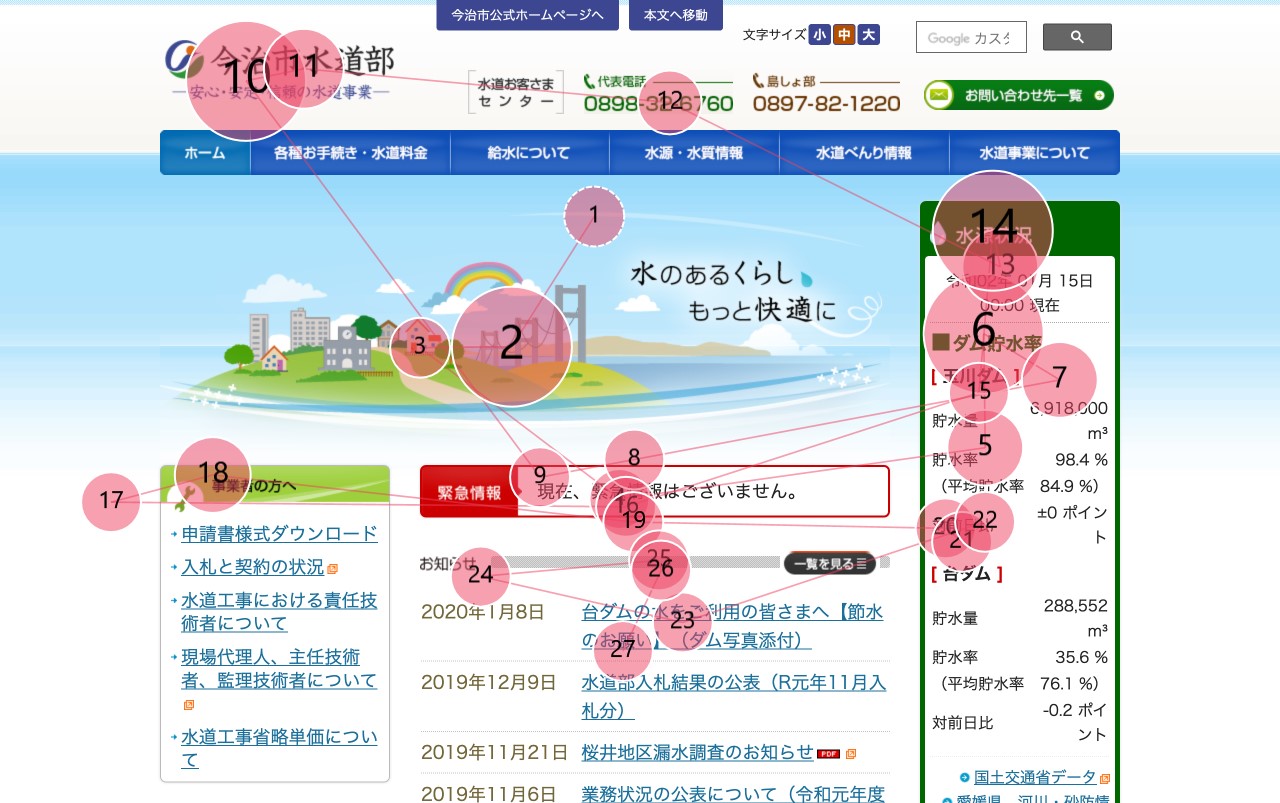 今治市公式ホームページへ
本文へ移動
文字サイズ 小 中 大
Google カスタ
今治市水道部
安心・安定・信頼の水道事業
水道お客さま
センター
代表電話
0898-32-6760
島しょ部
0897-82-1220
お問い合わせ先一覧
ホーム
各種お手続き・水道料金
給水について
水源・水質情報
水道べんり情報
水道事業について
水のあるくらし
もっと快適に
1
2
3
5
6
7
8
9
10
11
12
13
14
15
16
17
18
19
20
21
22
23
24
25
26
27
事業者の方へ
申請書様式ダウンロード
入札と契約の状況
水道工事における責任技
術者について
現場代理人、主任技術
者、監理技術者について
水道工事省略単価につい
て
緊急情報
現在、緊急情報はございません。
お知らせ
一覧を見る
2020年1月8日
台ダムの水をご利用の皆さまへ【節水
のお願い】（ダム写真添付）
2019年12月9日
水道部入札結果の公表（R元年11月入
札分）
2019年11月21日
桜井地区漏水調査のお知らせ PDF
2019年11月6日
業務状況の公表について（令和元年度
水源状況
令和02年 01月 15日
00:00 現在
ダム貯水率
[ 玉川ダム ]
貯水量
6,918,000
m³
貯水率
98.4 %
（平均貯水率
84.9 %）
±0 ポイン
ト
[ 台ダム ]
貯水量
288,552
m³
貯水率
35.6 %
（平均貯水率
76.1 %）
対前日比
-0.2 ポイ
ント
国土交通省データ
愛媛県 河川・砂防情